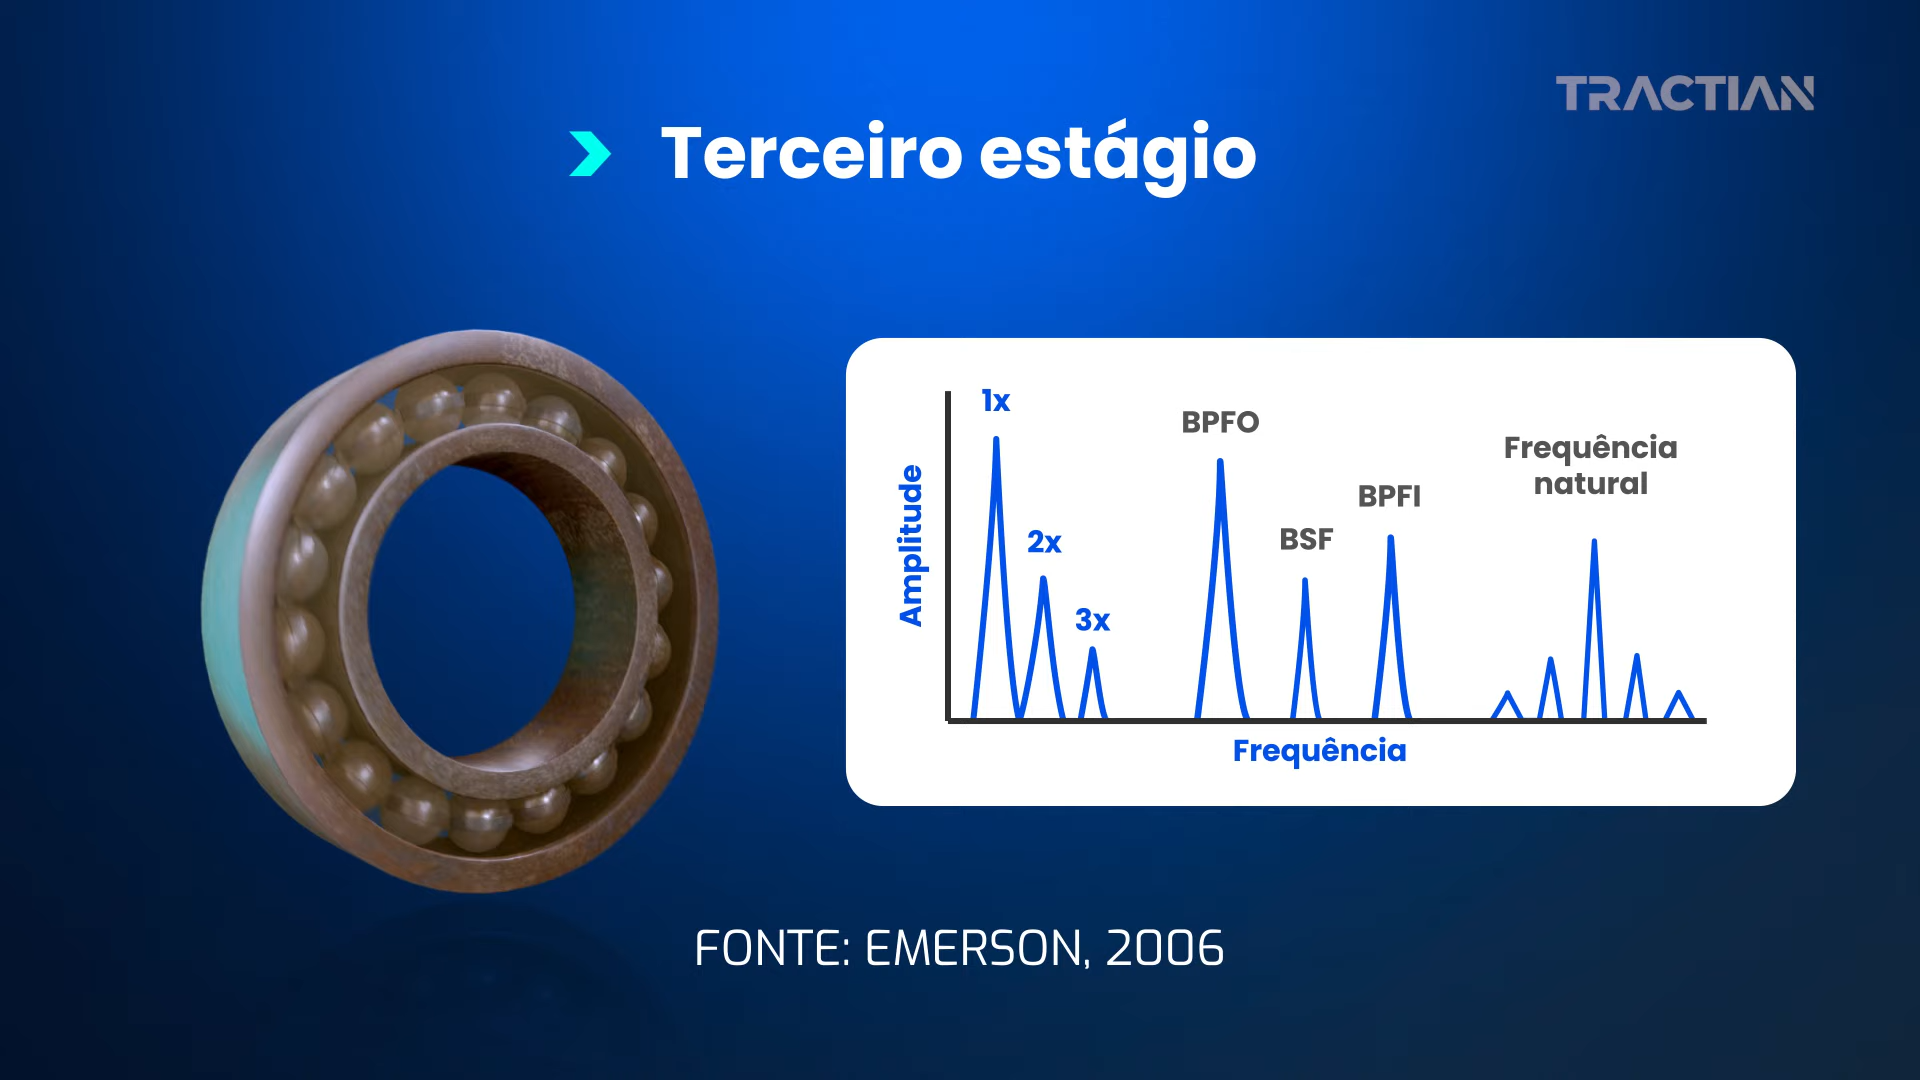 TRACTIAN
Terceiro estágio
1x
2x
3x
BPFO
BSF
BPFI
Frequência
natural
Amplitude
Frequência
FONTE: EMERSON, 2006